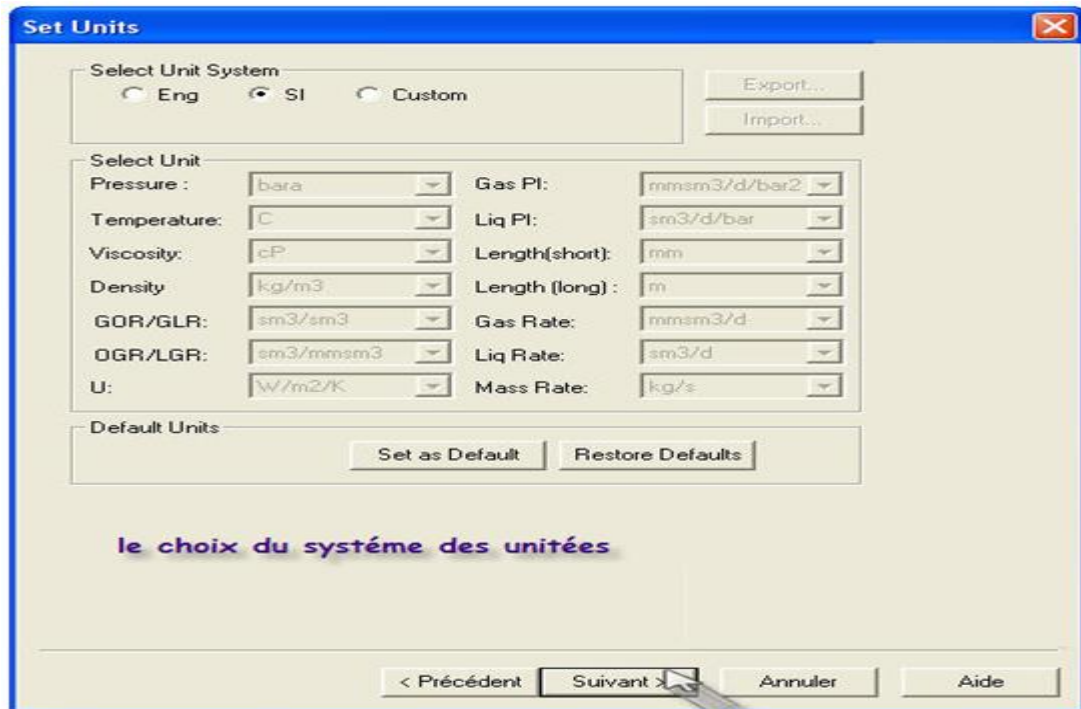 Set Units
Select Unit System
Eng SI Custom
Export...
Import...
Select Unit
Pressure : bara Gas PI: mmsm3/d/bar2
Temperature: C Liq PI: sm3/d/bar
Viscosity: cP Length(short): mm
Density kg/m3 Length (long) : m
GOR/GLR: sm3/sm3 Gas Rate: mmsm3/d
OGR/LGR: sm3/mmsm3 Liq Rate: sm3/d
U: W/m2/K Mass Rate: kg/s
Default Units
Set as Default Restore Defaults
le choix du systéme des unitées
< Précédent Suivant > Annuler Aide